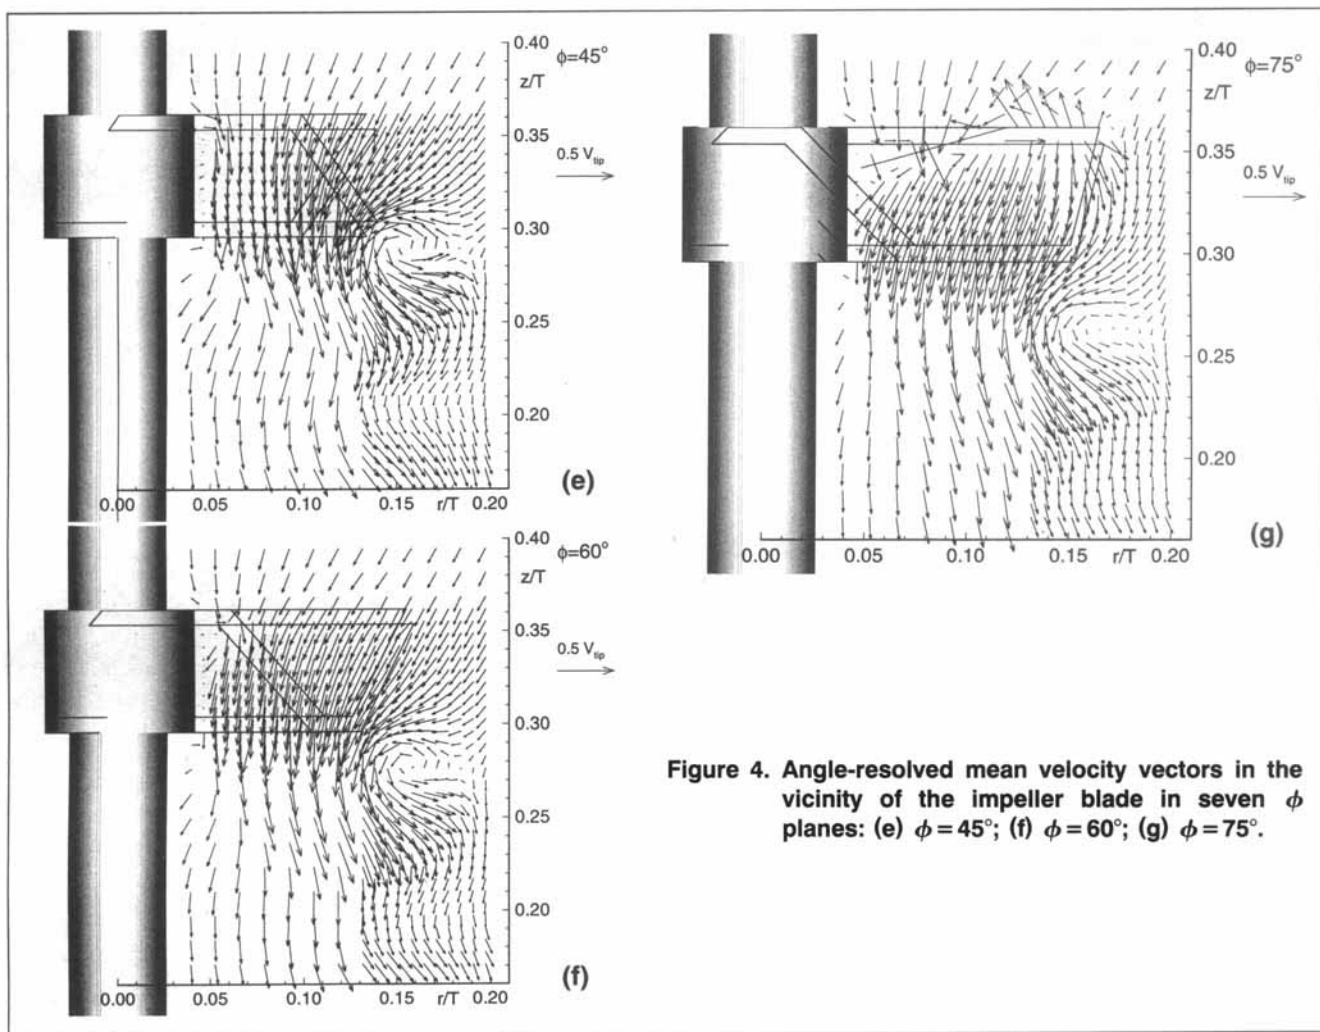 0.40
ϕ=45°
z/T
0.35
0.5 V_tip
0.30
0.25
0.20
(e)
0.00 0.05 0.10 0.15 r/T 0.20
0.40
ϕ=60°
z/T
0.35
0.5 V_tip
0.30
0.25
0.20
(f)
0.00 0.05 0.10 0.15 r/T 0.20
0.40
ϕ=75°
z/T
0.35
0.5 V_tip
0.30
0.25
0.20
(g)
0.00 0.05 0.10 0.15 r/T 0.20
Figure 4. Angle-resolved mean velocity vectors in the
vicinity of the impeller blade in seven ϕ
planes: (e) ϕ=45°; (f) ϕ=60°; (g) ϕ=75°.